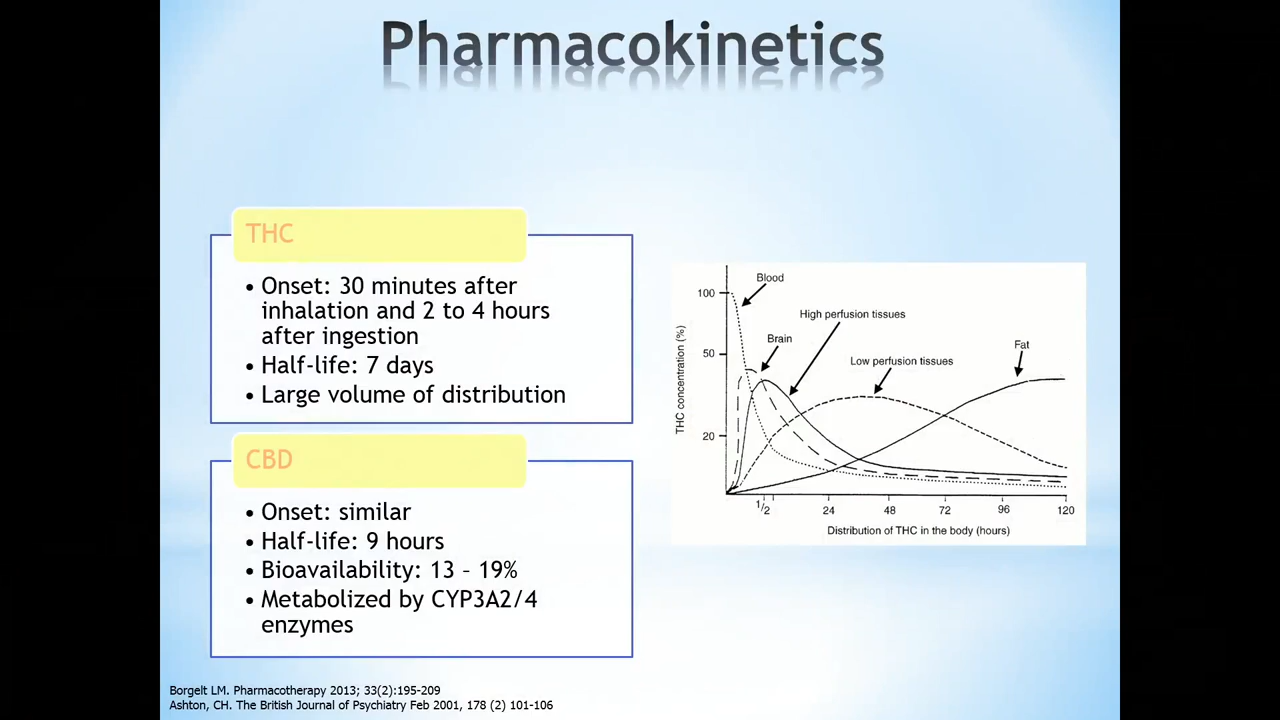 Pharmacokinetics
THC
• Onset: 30 minutes after
inhalation and 2 to 4 hours
after ingestion
• Half-life: 7 days
• Large volume of distribution
CBD
• Onset: similar
• Half-life: 9 hours
• Bioavailability: 13 – 19%
• Metabolized by CYP3A2/4
enzymes
Blood
High perfusion tissues
Brain
Low perfusion tissues
Fat
THC concentration (%)
100
50
20
1/2
24
48
72
96
120
Distribution of THC in the body (hours)
Borgelt LM. Pharmacotherapy 2013; 33(2):195-209
Ashton, CH. The British Journal of Psychiatry Feb 2001, 178 (2) 101-106